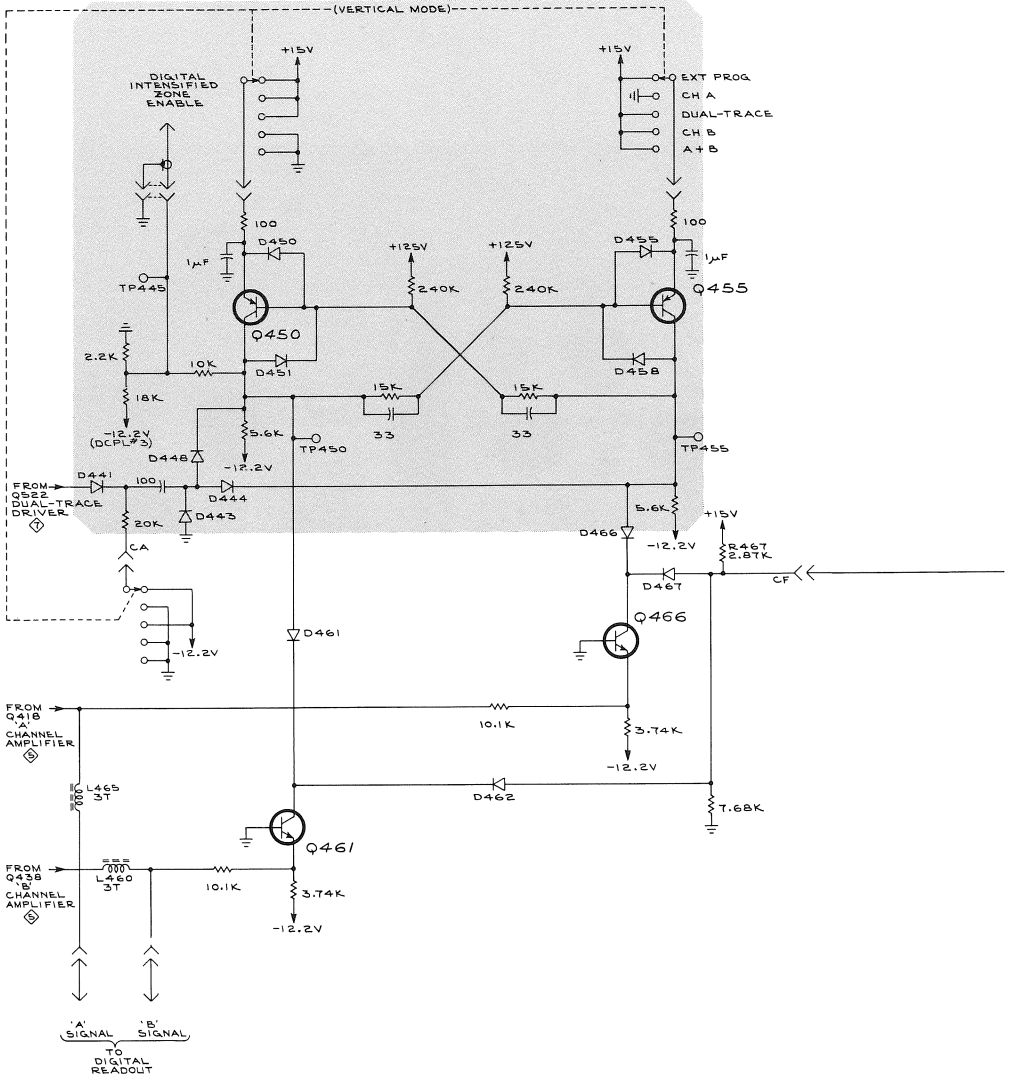 (VERTICAL MODE)
+15V
+15V
EXT PROG
CH A
DUAL-TRACE
CH B
A+B
DIGITAL
INTENSIFIED
ZONE
ENABLE
100
100
D450
D455
1µF
1µF
+125V
+125V
TP445
240K
240K
Q455
Q450
2.2K
10K
D451
D458
18K
15K
15K
-12.2V
(DCPL#3)
5.6K
33
33
D448
TP450
TP455
-12.2V
D441
FROM
Q522
DUAL-TRACE
DRIVER
7
100
D444
D443
20K
5.6K
+15V
D466
-12.2V
R467
2.87K
CA
D467
CF
Q466
D461
-12.2V
FROM
Q418
'A'
CHANNEL
AMPLIFIER
5
10.1K
3.74K
-12.2V
L465
3T
D462
7.68K
Q461
FROM
Q438
'B'
CHANNEL
AMPLIFIER
5
L460
3T
10.1K
3.74K
-12.2V
'A'
SIGNAL
'B'
SIGNAL
TO
DIGITAL
READOUT